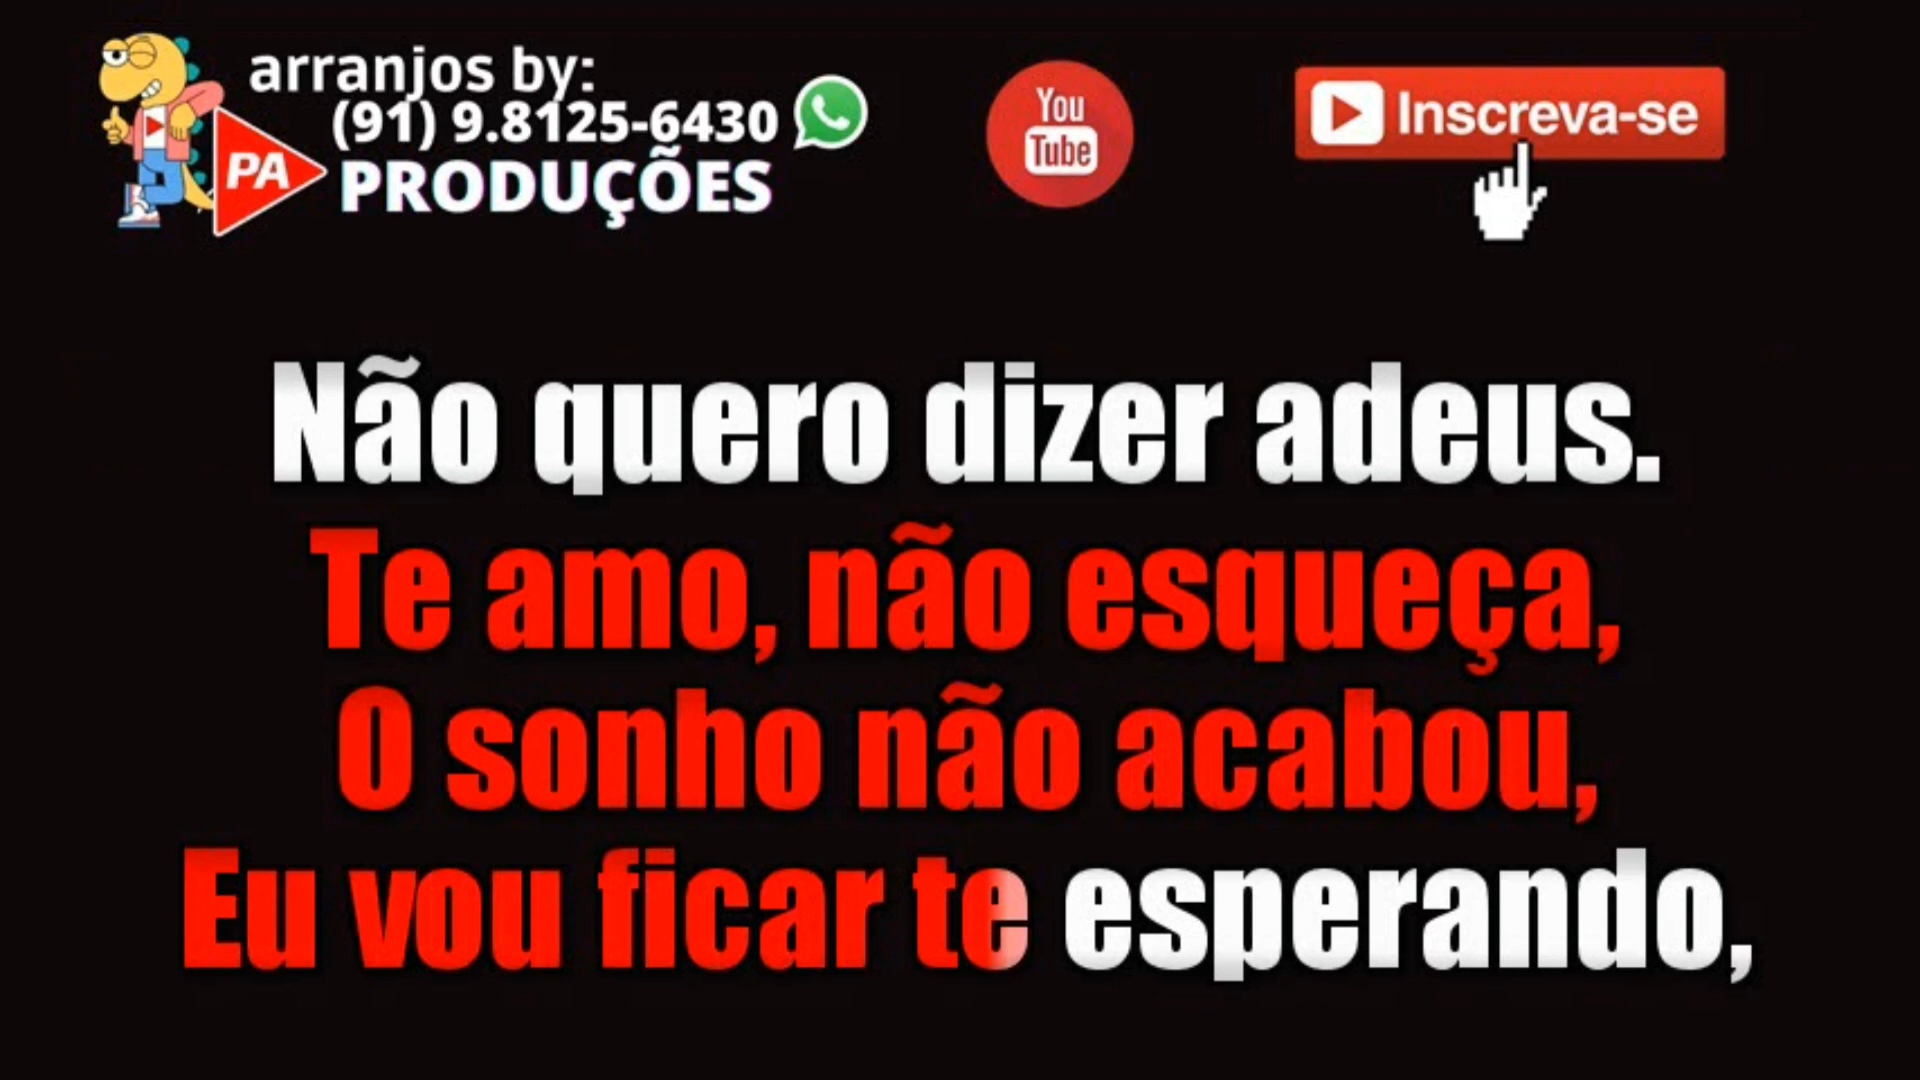 arranjos by:
(91) 9.8125-6430
PA
PRODUÇÕES
You
Tube
Inscreva-se
Não quero dizer adeus.
Te amo, não esqueça,
O sonho não acabou,
Eu vou ficar te esperando,